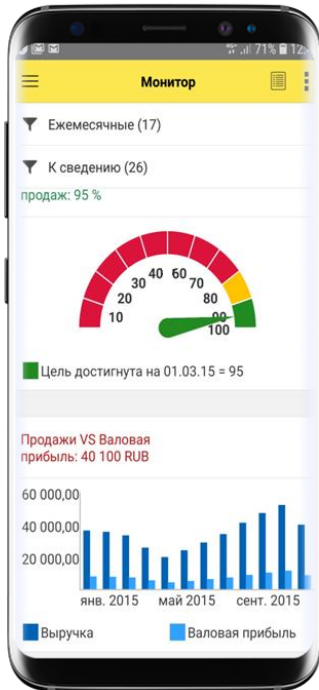 71% 12
Монитор
Ежемесячные (17)
К сведению (26)
продаж: 95 %
10 20 30 40 60 70 80 90 100
Цель достигнута на 01.03.15 = 95
Продажи VS Валовая
прибыль: 40 100 RUB
60 000,00
40 000,00
20 000,00
янв. 2015 май 2015 сент. 2015
Выручка Валовая прибыль